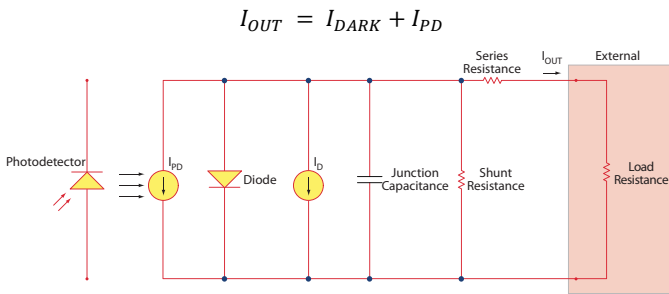 I_OUT = I_DARK + I_PD
Series
Resistance
I_OUT
External
Photodetector
I_PD
Diode
I_D
Junction
Capacitance
Shunt
Resistance
Load
Resistance